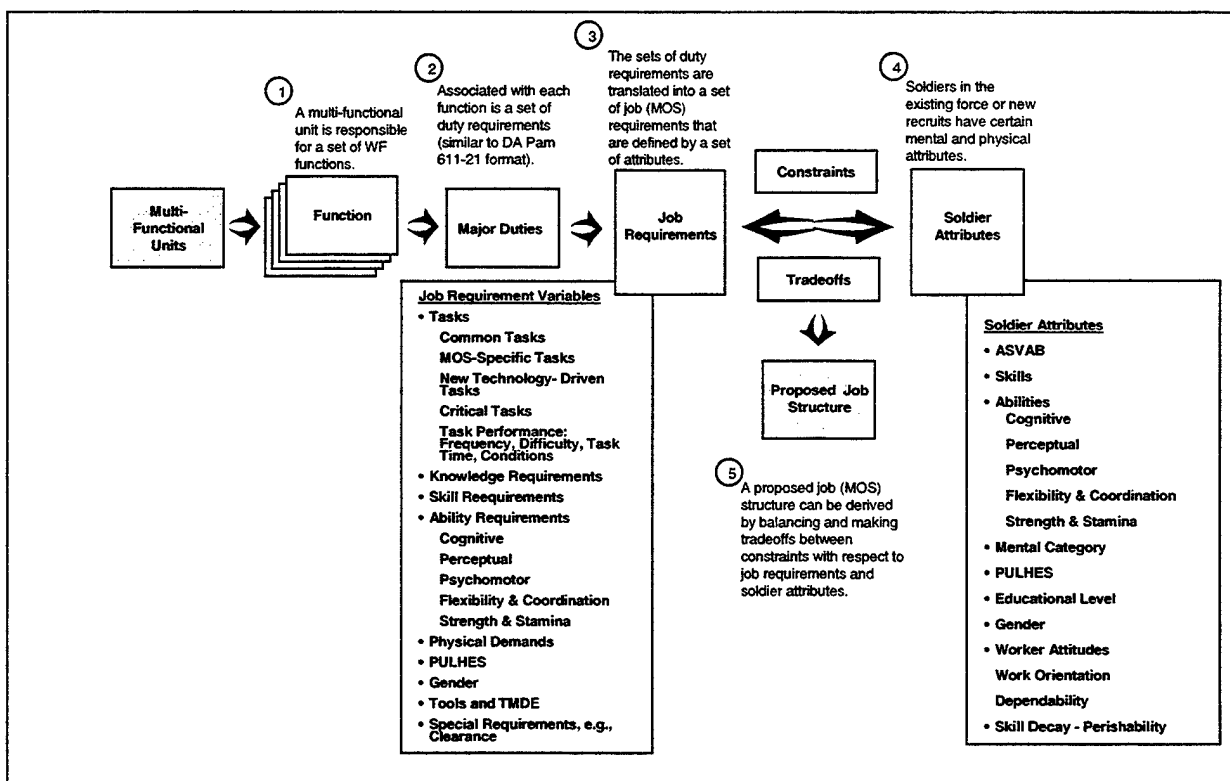 1
A multi-functional
unit is responsible
for a set of WF
functions.
2
Associated with each
function is a set of
duty requirements
(similar to DA Pam
611-21 format).
3
The sets of duty
requirements are
translated into a set
of job (MOS)
requirements that
are defined by a set
of attributes.
4
Soldiers in the
existing force or new
recruits have certain
mental and physical
attributes.
Multi-
Functional
Units
Function
Major Duties
Job
Requirements
Constraints
Tradeoffs
Soldier
Attributes
Proposed Job
Structure
5
A proposed job (MOS)
structure can be derived
by balancing and making
tradeoffs between
constraints with respect to
job requirements and
soldier attributes.
Job Requirement Variables
• Tasks
Common Tasks
MOS-Specific Tasks
New Technology- Driven
Tasks
Critical Tasks
Task Performance:
Frequency, Difficulty, Task
Time, Conditions
• Knowledge Requirements
• Skill Reequirements
• Ability Requirements
Cognitive
Perceptual
Psychomotor
Flexibility & Coordination
Strength & Stamina
• Physical Demands
• PULHES
• Gender
• Tools and TMDE
• Special Requirements, e.g.,
Clearance
Soldier Attributes
• ASVAB
• Skills
• Abilities
Cognitive
Perceptual
Psychomotor
Flexibility & Coordination
Strength & Stamina
• Mental Category
• PULHES
• Educational Level
• Gender
• Worker Attitudes
Work Orientation
Dependability
• Skill Decay - Perishability